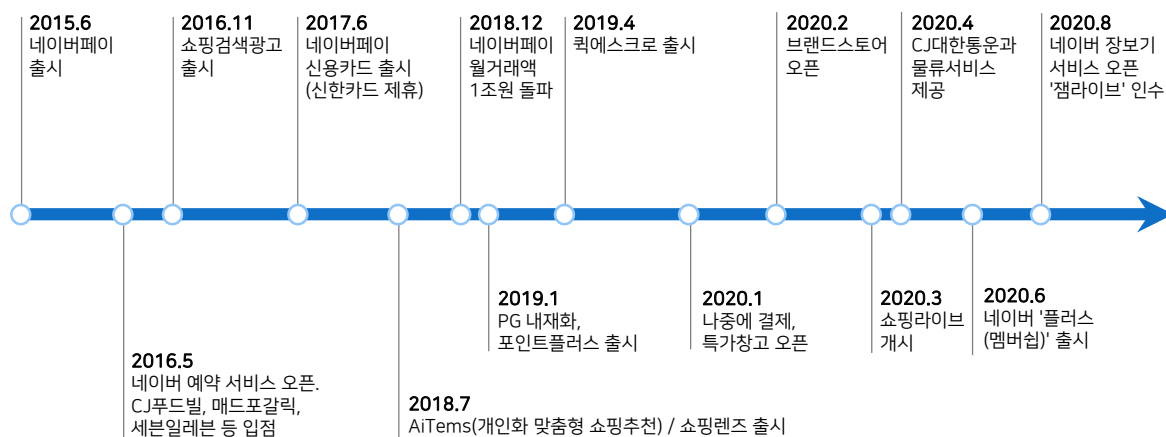 2015.6
네이버페이
출시
2016.11
쇼핑검색광고
출시
2017.6
네이버페이
신용카드 출시
(신한카드 제휴)
2018.12
네이버페이
월거래액
1조원 돌파
2019.4
퀵에스크로 출시
2020.2
브랜드스토어
오픈
2020.4
CJ대한통운과
물류서비스
제공
2020.8
네이버 장보기
서비스 오픈
'잼라이브' 인수
2016.5
네이버 예약 서비스 오픈.
CJ푸드빌, 매드포갈릭,
세븐일레븐 등 입점
2018.7
AiTems(개인화 맞춤형 쇼핑추천) / 쇼핑렌즈 출시
2019.1
PG 내재화,
포인트플러스 출시
2020.1
나중에 결제,
특가창고 오픈
2020.3
쇼핑라이브
개시
2020.6
네이버 '플러스
(멤버쉽)' 출시